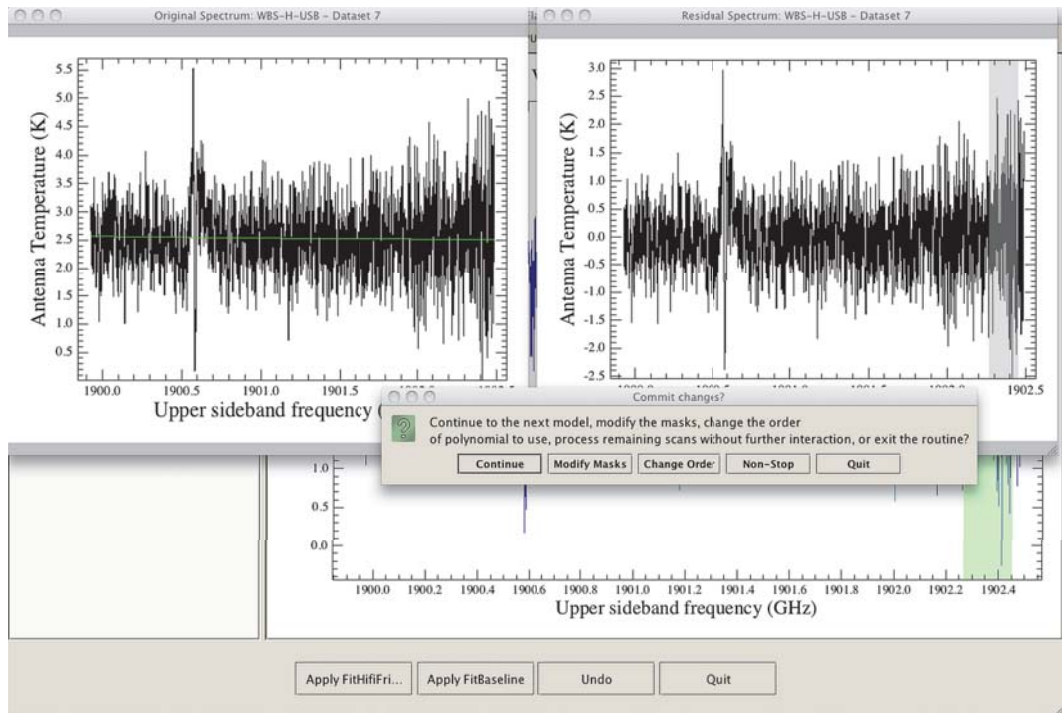 Original Spectrum: WBS-H-USB - Dataset 7
5.5
5.0
4.5
4.0
3.5
3.0
2.5
2.0
1.5
1.0
0.5
Antenna Temperature (K)
1900.0
1901.0
1901.5
Upper sideband frequency (
Residual Spectrum: WBS-H-USB - Dataset 7
3.0
2.5
2.0
1.5
1.0
0.5
0.0
-0.5
-1.0
-1.5
-2.0
-2.5
Antenna Temperature (K)
1902.5
Commit changes?
Continue to the next model, modify the masks, change the order
of polynomial to use, process remaining scans without further interaction, or exit the routine?
Continue
Modify Masks
Change Order
Non-Stop
Quit
1.0
0.5
0.0
1900.0 1900.2 1900.4 1900.6 1900.8 1901.0 1901.2 1901.4 1901.6 1901.8 1902.0 1902.2 1902.4
Upper sideband frequency (GHz)
Apply FitHifiFri...
Apply FitBaseline
Undo
Quit